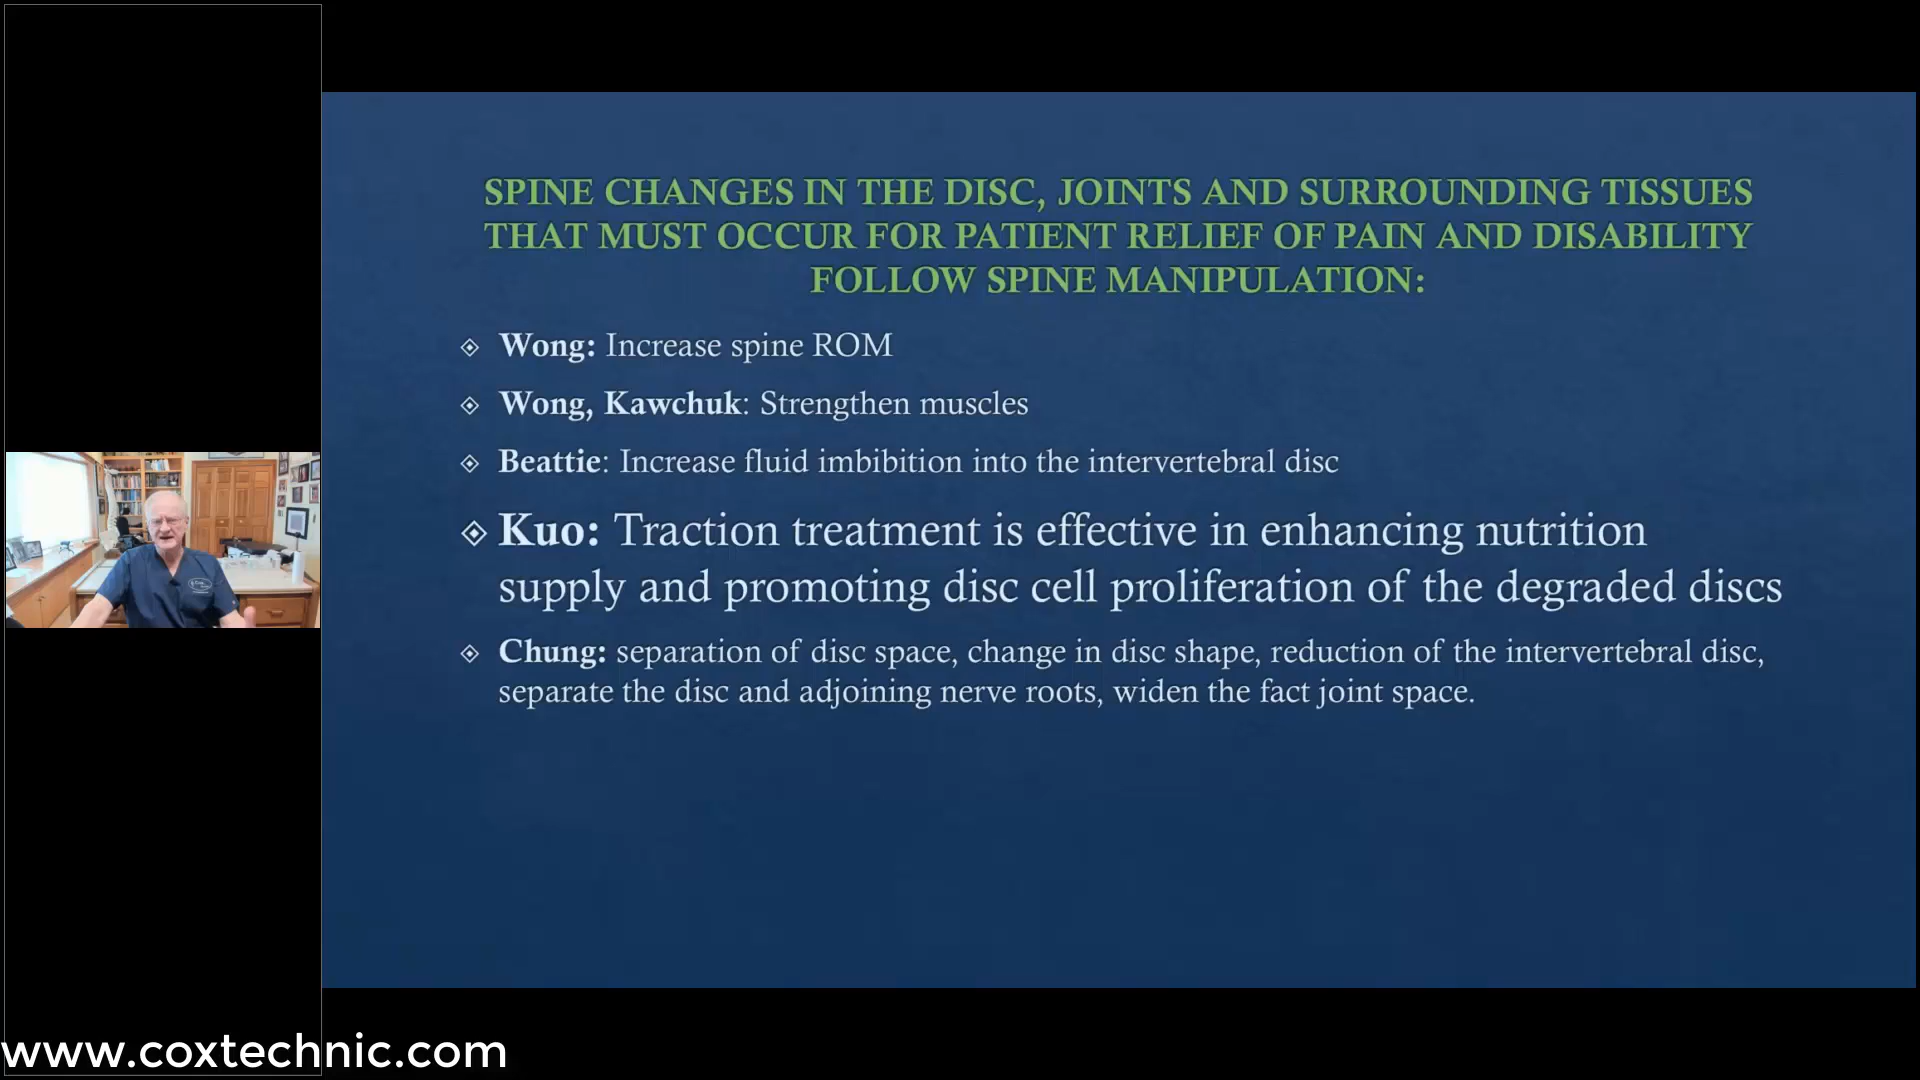 SPINE CHANGES IN THE DISC, JOINTS AND SURROUNDING TISSUES
THAT MUST OCCUR FOR PATIENT RELIEF OF PAIN AND DISABILITY
FOLLOW SPINE MANIPULATION:
Wong: Increase spine ROM
Wong, Kawchuk: Strengthen muscles
Beattie: Increase fluid imbibition into the intervertebral disc
Kuo: Traction treatment is effective in enhancing nutrition
supply and promoting disc cell proliferation of the degraded discs
Chung: separation of disc space, change in disc shape, reduction of the intervertebral disc,
separate the disc and adjoining nerve roots, widen the fact joint space.
www.coxtechnic.com